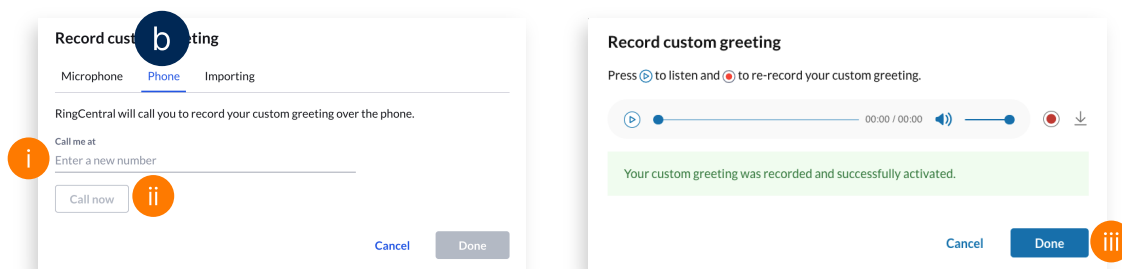 Record cust b ting
Microphone Phone Importing
RingCentral will call you to record your custom greeting over the phone.
Call me at
i Enter a new number
Call now ii
Cancel Done
Record custom greeting
Press to listen and to re-record your custom greeting.
00:00 / 00:00
Your custom greeting was recorded and successfully activated.
Cancel Done iii